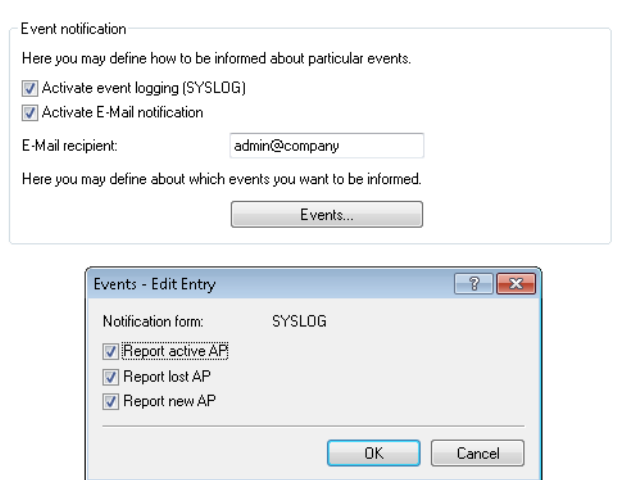 Event notification
Here you may define how to be informed about particular events.
Activate event logging (SYSLOG)
Activate E-Mail notification
E-Mail recipient: admin@company
Here you may define about which events you want to be informed.
Events...
Events - Edit Entry
Notification form: SYSLOG
Report active AP
Report lost AP
Report new AP
OK Cancel